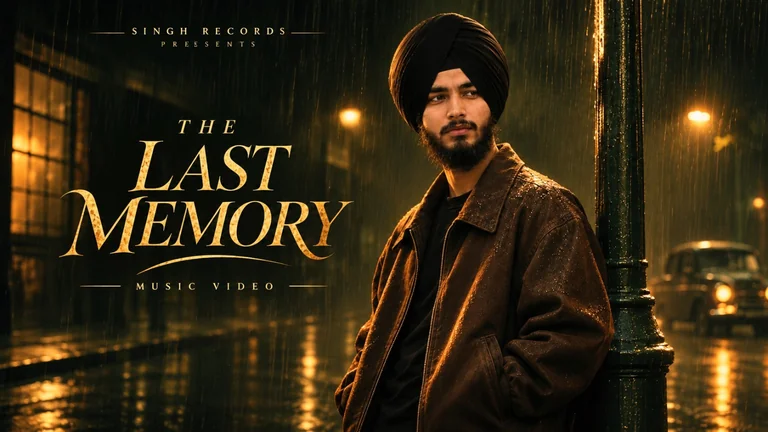 SINGH RECORDS
PRESENTS
THE
LAST
MEMORY
MUSIC VIDEO